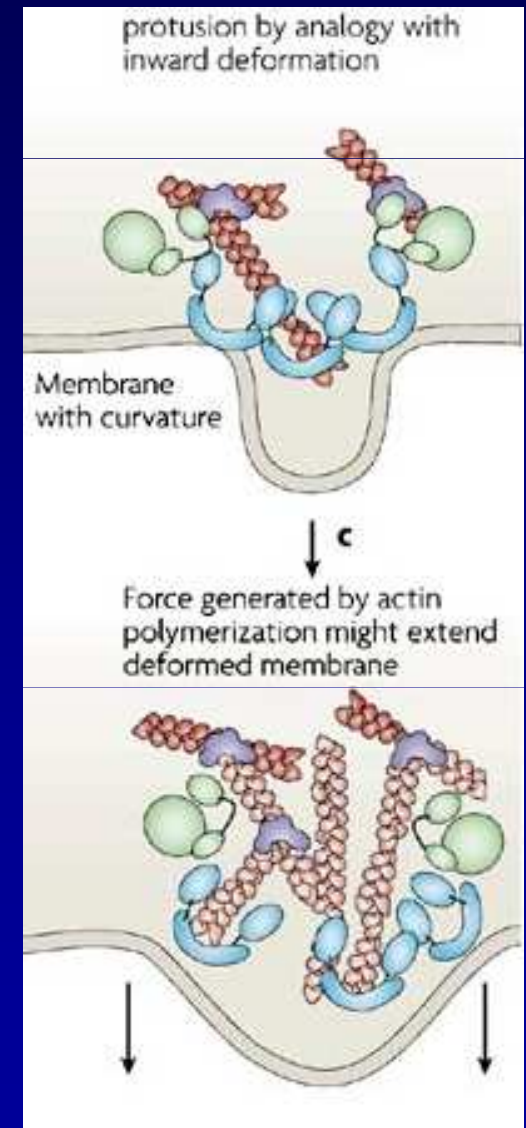 protusion by analogy with
inward deformation
Membrane
with curvature
c
Force generated by actin
polymerization might extend
deformed membrane